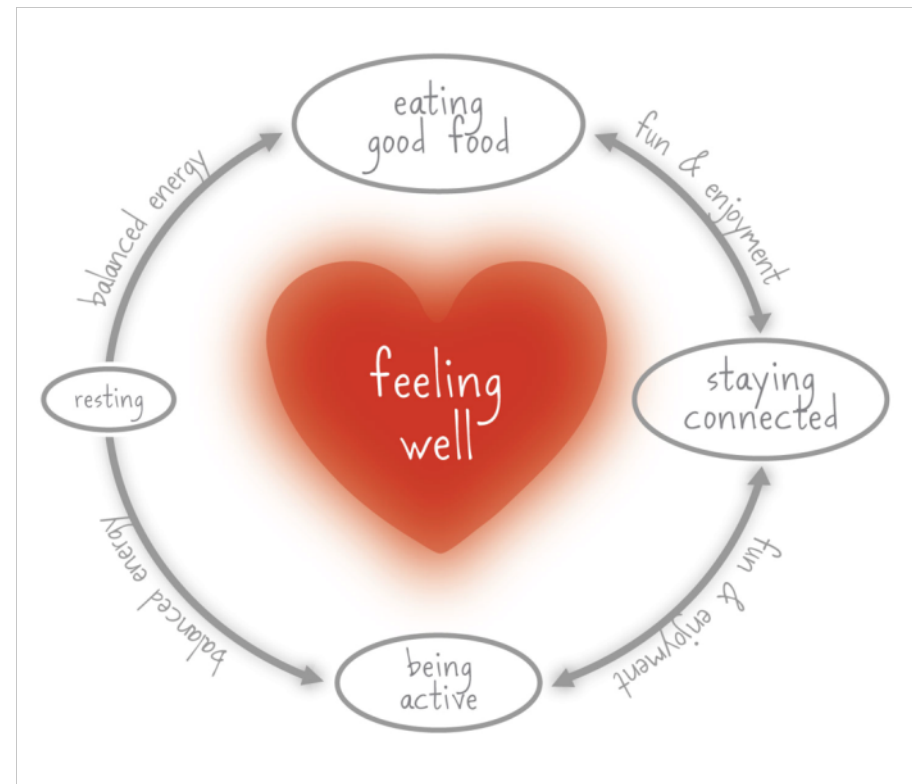 eating
good food
fun & enjoyment
balanced energy
feeling
well
resting
staying
connected
balanced energy
fun & enjoyment
being
active